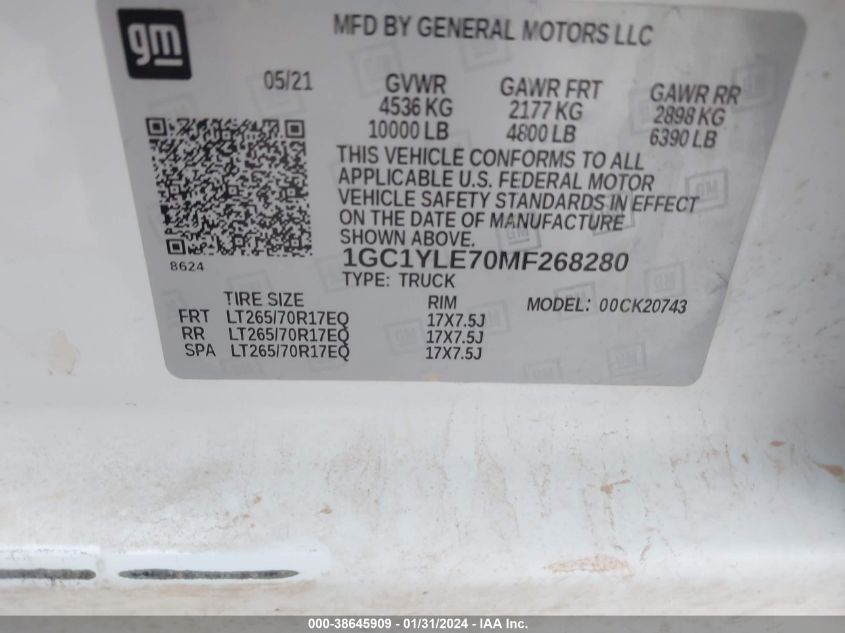 gm
MFD BY GENERAL MOTORS LLC
05/21
GVWR GAWR FRT GAWR RR
4536 KG 2177 KG 2898 KG
10000 LB 4800 LB 6390 LB
THIS VEHICLE CONFORMS TO ALL
APPLICABLE U.S. FEDERAL MOTOR
VEHICLE SAFETY STANDARDS IN EFFECT
ON THE DATE OF MANUFACTURE
SHOWN ABOVE.
8624
1GC1YLE70MF268280
TYPE: TRUCK
TIRE SIZE RIM MODEL: 00CK20743
FRT LT265/70R17EQ 17X7.5J
RR LT265/70R17EQ 17X7.5J
SPA LT265/70R17EQ 17X7.5J
000-38645909 - 01/31/2024 - IAA Inc.